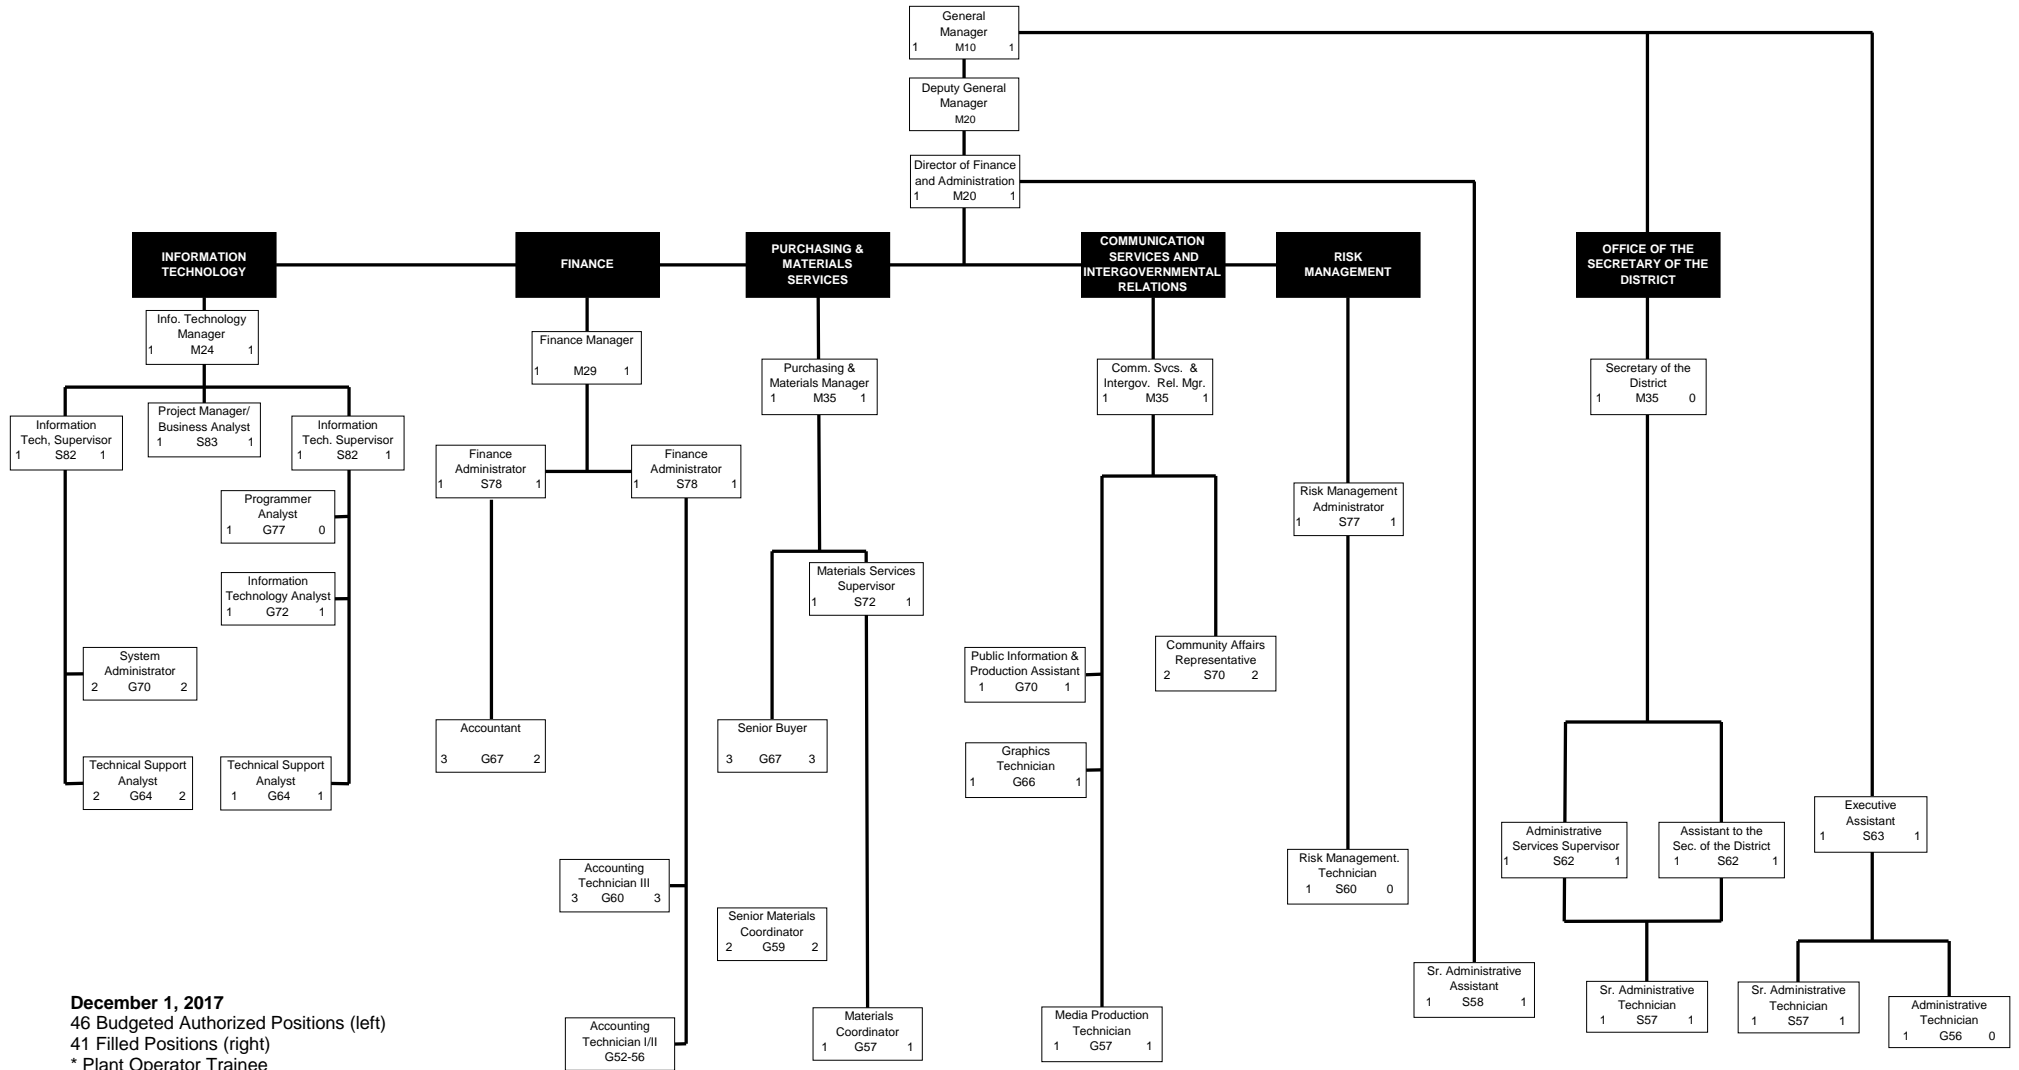 General
Manager
1 M10 1
Deputy General
Manager
M20
Director of Finance
and Administration
1 M20 1
INFORMATION
TECHNOLOGY
FINANCE
PURCHASING &
MATERIALS
SERVICES
COMMUNICATION
SERVICES AND
INTERGOVERNMENTAL
RELATIONS
RISK
MANAGEMENT
OFFICE OF THE
SECRETARY OF THE
DISTRICT
Info. Technology
Manager
1 M24 1
Finance Manager
1 M29 1
Purchasing &
Materials Manager
1 M35 1
Comm. Svcs. &
Intergov. Rel. Mgr.
1 M35 1
Secretary of the
District
1 M35 0
Information
Tech, Supervisor
1 S82 1
Project Manager/
Business Analyst
1 S83 1
Information
Tech. Supervisor
1 S82 1
Finance
Administrator
1 S78 1
Finance
Administrator
1 S78 1
Programmer
Analyst
1 G77 0
Risk Management
Administrator
1 S77 1
Information
Technology Analyst
1 G72 1
Materials Services
Supervisor
1 S72 1
System
Administrator
2 G70 2
Public Information &
Production Assistant
1 G70 1
Community Affairs
Representative
2 S70 2
Accountant
3 G67 2
Senior Buyer
3 G67 3
Graphics
Technician
1 G66 1
Technical Support
Analyst
2 G64 2
Technical Support
Analyst
1 G64 1
Executive
Assistant
1 S63 1
Administrative
Services Supervisor
1 S62 1
Assistant to the
Sec. of the District
1 S62 1
Accounting
Technician III
3 G60 3
Risk Management.
Technician
1 S60 0
Senior Materials
Coordinator
2 G59 2
Sr. Administrative
Assistant
1 S58 1
Materials
Coordinator
1 G57 1
Media Production
Technician
1 G57 1
Sr. Administrative
Technician
1 S57 1
Sr. Administrative
Technician
1 S57 1
Administrative
Technician
1 G56 0
Accounting
Technician I/II
G52-56
December 1, 2017
46 Budgeted Authorized Positions (left)
41 Filled Positions (right)
* Plant Operator Trainee